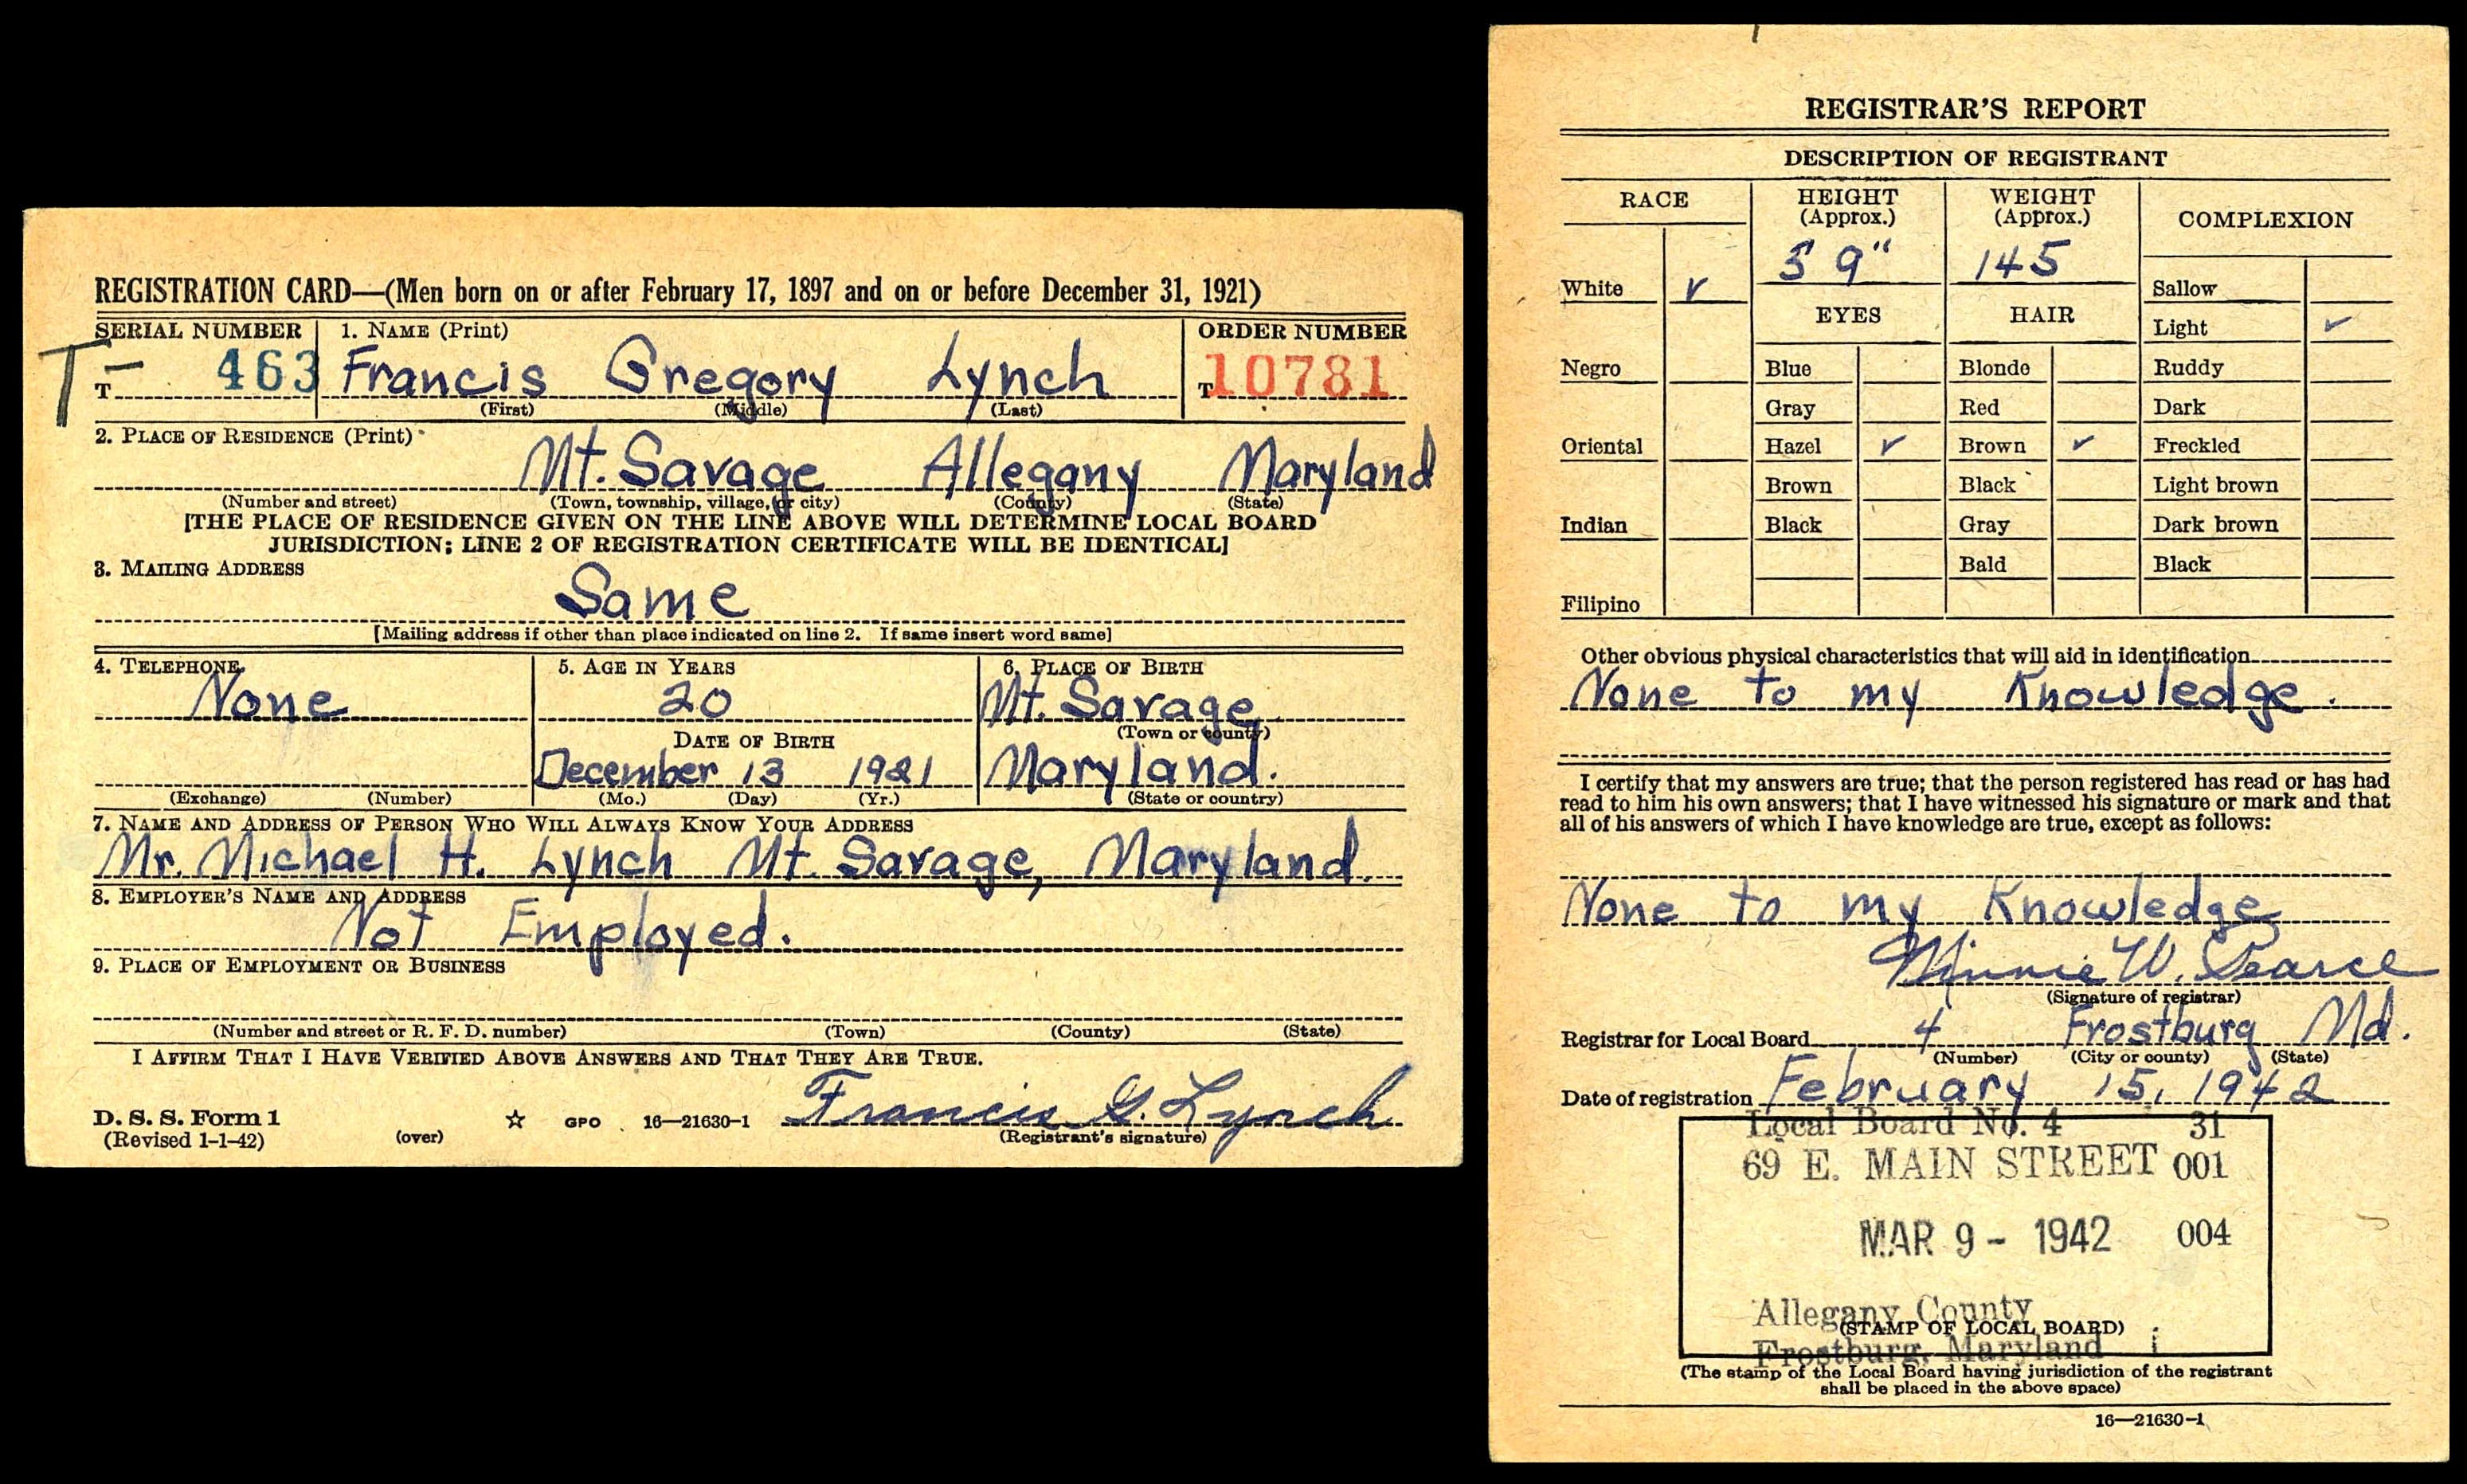 REGISTRATION CARD—(Men born on or after February 17, 1897 and on or before December 31, 1921)
SERIAL NUMBER 1. NAME (Print) ORDER NUMBER
T- T 463 Francis Gregory Lynch T 10781
(First) (Middle) (Last)
2. PLACE OF RESIDENCE (Print)
Mt. Savage Allegany Maryland
(Number and street) (Town, township, village, or city) (County) (State)
[THE PLACE OF RESIDENCE GIVEN ON THE LINE ABOVE WILL DETERMINE LOCAL BOARD
JURISDICTION; LINE 2 OF REGISTRATION CERTIFICATE WILL BE IDENTICAL]
3. MAILING ADDRESS
Same
[Mailing address if other than place indicated on line 2. If same insert word same]
4. TELEPHONE 5. AGE IN YEARS 6. PLACE OF BIRTH
None 20 Mt. Savage
(Town or county)
DATE OF BIRTH
December 13 1921 Maryland.
(Exchange) (Number) (Mo.) (Day) (Yr.) (State or country)
7. NAME AND ADDRESS OF PERSON WHO WILL ALWAYS KNOW YOUR ADDRESS
Mr. Michael H. Lynch Mt. Savage, Maryland.
8. EMPLOYER'S NAME AND ADDRESS
Not Employed.
9. PLACE OF EMPLOYMENT OR BUSINESS
(Number and street or R. F. D. number) (Town) (County) (State)
I AFFIRM THAT I HAVE VERIFIED ABOVE ANSWERS AND THAT THEY ARE TRUE.
Francis G. Lynch
D. S. S. Form 1
(Revised 1-1-42) (over) ☆ GPO 16—21630-1 (Registrant's signature)
REGISTRAR'S REPORT
DESCRIPTION OF REGISTRANT
RACE HEIGHT (Approx.) WEIGHT (Approx.) COMPLEXION
5 9" 145
White ✓ Sallow
EYES HAIR Light ✓
Negro Blue Blonde Ruddy
Gray Red Dark
Oriental Hazel ✓ Brown ✓ Freckled
Brown Black Light brown
Indian Black Gray Dark brown
Bald Black
Filipino
Other obvious physical characteristics that will aid in identification
None to my Knowledge.
I certify that my answers are true; that the person registered has read or has had
read to him his own answers; that I have witnessed his signature or mark and that
all of his answers of which I have knowledge are true, except as follows:
None to my Knowledge
Minnie W. Pearce
(Signature of registrar)
Registrar for Local Board 4 Frostburg Md.
(Number) (City or county) (State)
Date of registration February 15, 1942
Local Board No. 4 31
69 E. MAIN STREET 001
MAR 9 - 1942 004
Allegany County
(STAMP OF LOCAL BOARD)
Frostburg, Maryland
(The stamp of the Local Board having jurisdiction of the registrant
shall be placed in the above space)
16—21630-1